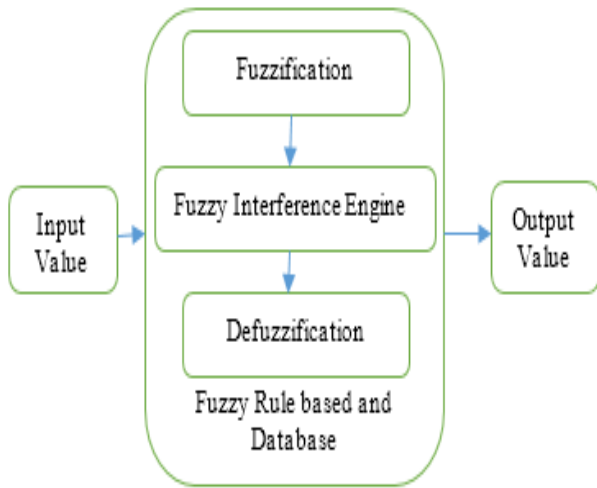 Fuzzification
Fuzzy Interference Engine
Input
Value
Output
Value
Defuzzification
Fuzzy Rule based and
Database